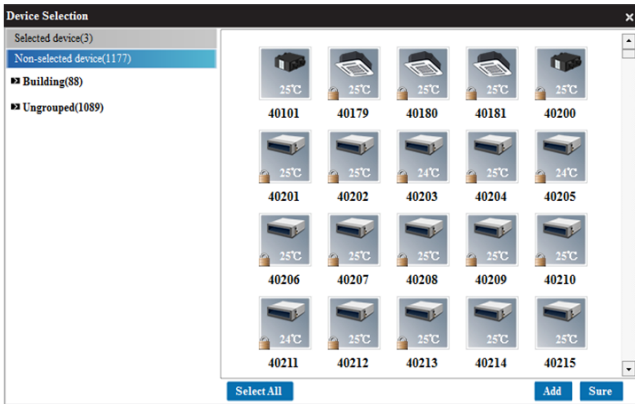 Device Selection
Selected device(3)
Non-selected device(1177)
Building(88)
Ungrouped(1089)
25℃ 25℃ 25℃ 25℃ 25℃
40101 40179 40180 40181 40200
25℃ 25℃ 24℃ 25℃ 24℃
40201 40202 40203 40204 40205
25℃ 25℃ 25℃ 25℃ 25℃
40206 40207 40208 40209 40210
24℃ 25℃ 25℃ 25℃ 25℃
40211 40212 40213 40214 40215
Select All Add Sure